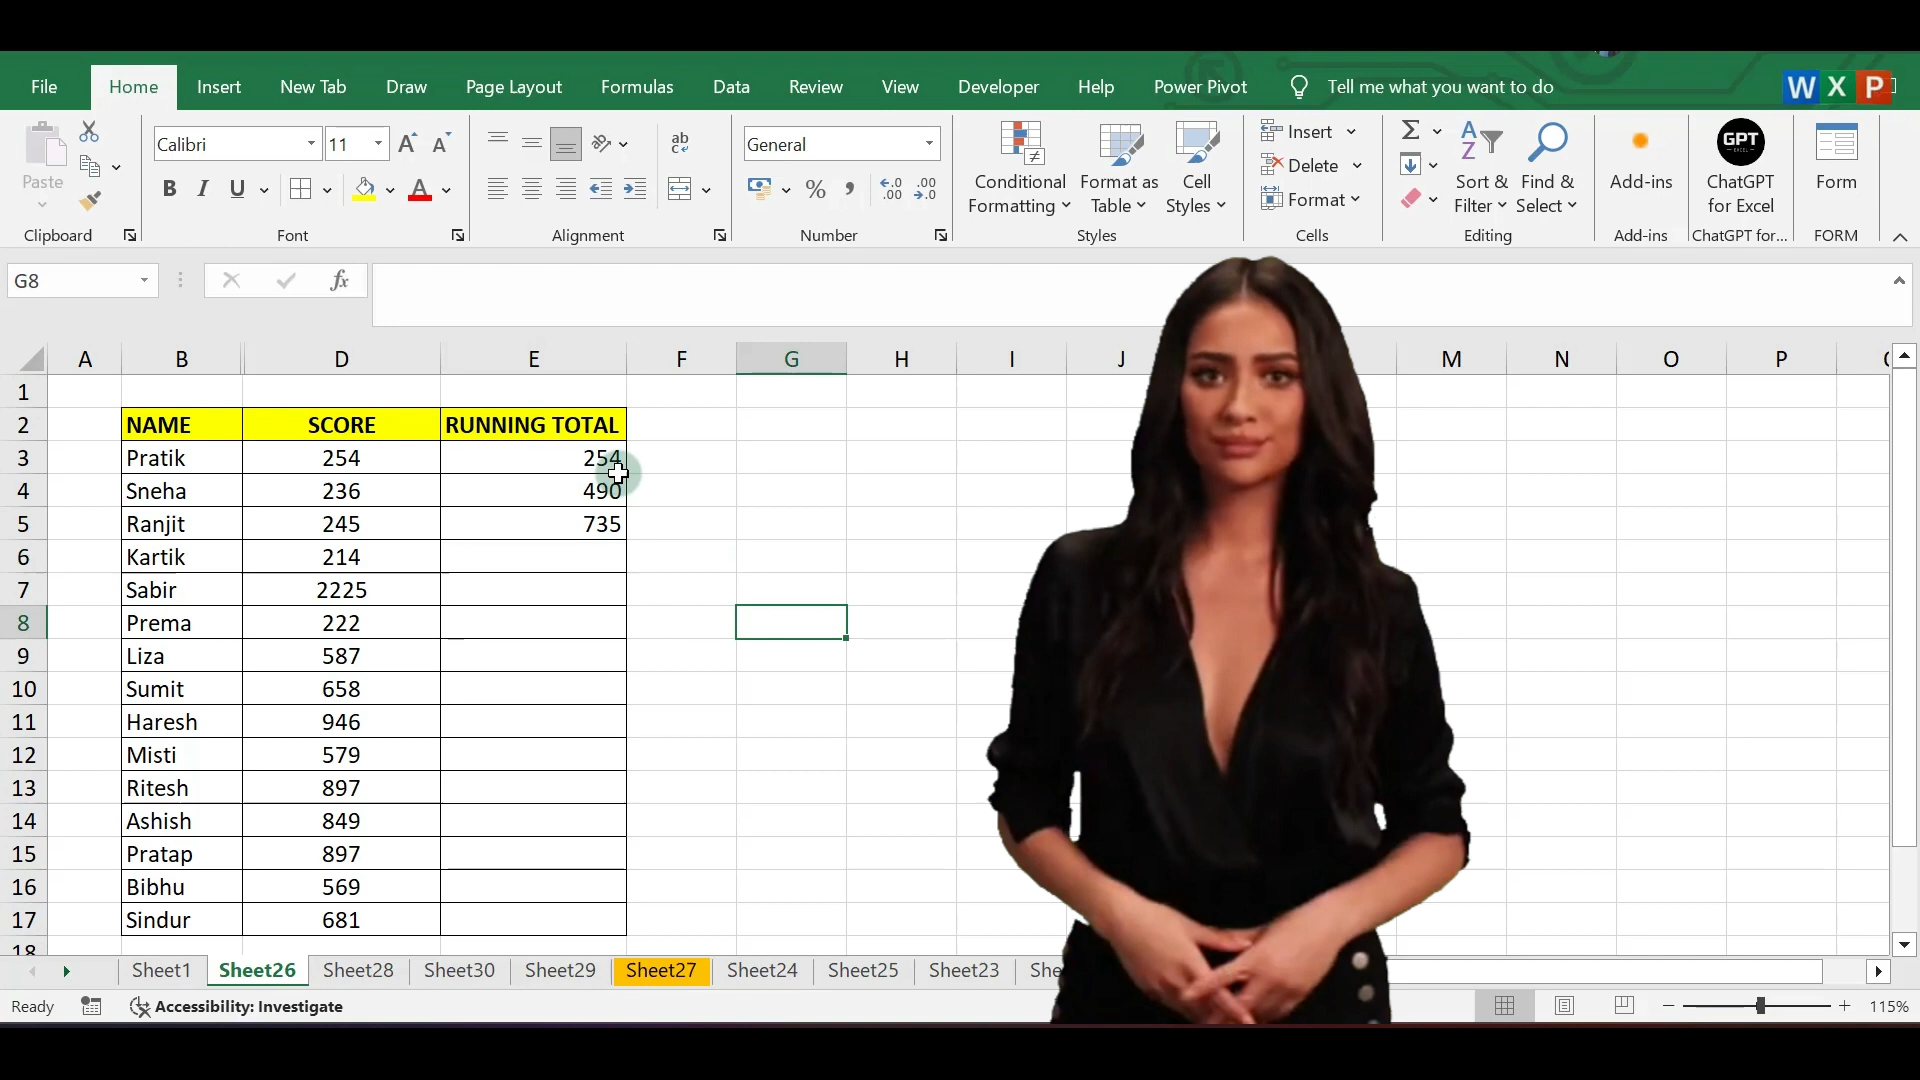 File Home Insert New Tab Draw Page Layout Formulas Data Review View Developer Help Power Pivot Tell me what you want to do W X P
Paste
Calibri 11
General
Conditional Formatting
Format as Table
Cell Styles
Insert
Delete
Format
Sort & Filter
Find & Select
Add-ins
GPT
EXCEL
ChatGPT for Excel
Form
Clipboard Font Alignment Number Styles Cells Editing Add-ins ChatGPT for... FORM
G8 fx
A B D E F G H I J M N O P
1
2 NAME SCORE RUNNING TOTAL
3 Pratik 254 254
4 Sneha 236 490
5 Ranjit 245 735
6 Kartik 214
7 Sabir 2225
8 Prema 222
9 Liza 587
10 Sumit 658
11 Haresh 946
12 Misti 579
13 Ritesh 897
14 Ashish 849
15 Pratap 897
16 Bibhu 569
17 Sindur 681
18
Sheet1 Sheet26 Sheet28 Sheet30 Sheet29 Sheet27 Sheet24 Sheet25 Sheet23 She
Ready Accessibility: Investigate 115%